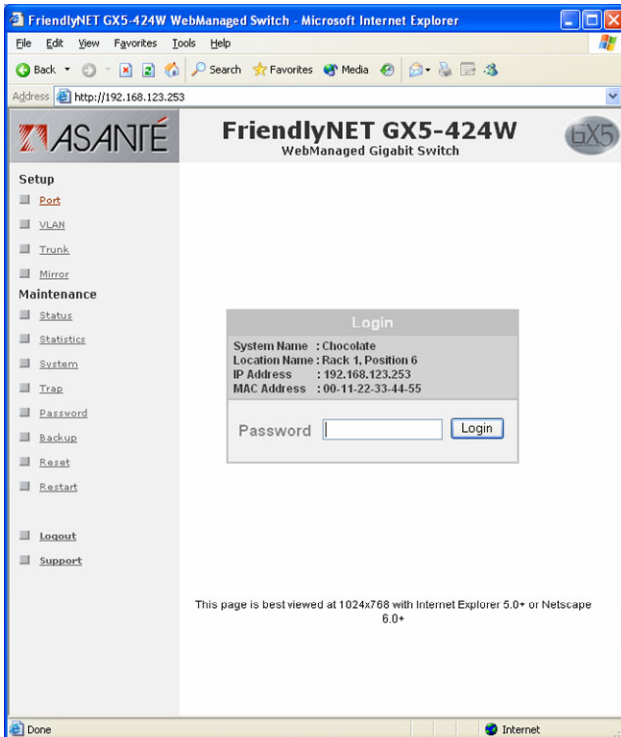 FriendlyNET GX5-424W WebManaged Switch - Microsoft Internet Explorer
File Edit View Favorites Tools Help
Back Search Favorites Media
Address http://192.168.123.253
ASANTÉ
FriendlyNET GX5-424W
WebManaged Gigabit Switch
GX5
Setup
Port
VLAN
Trunk
Mirror
Maintenance
Status
Statistics
System
Trap
Password
Backup
Reset
Restart
Logout
Support
Login
System Name : Chocolate
Location Name : Rack 1, Position 6
IP Address : 192.168.123.253
MAC Address : 00-11-22-33-44-55
Password Login
This page is best viewed at 1024x768 with Internet Explorer 5.0+ or Netscape
6.0+
Done Internet